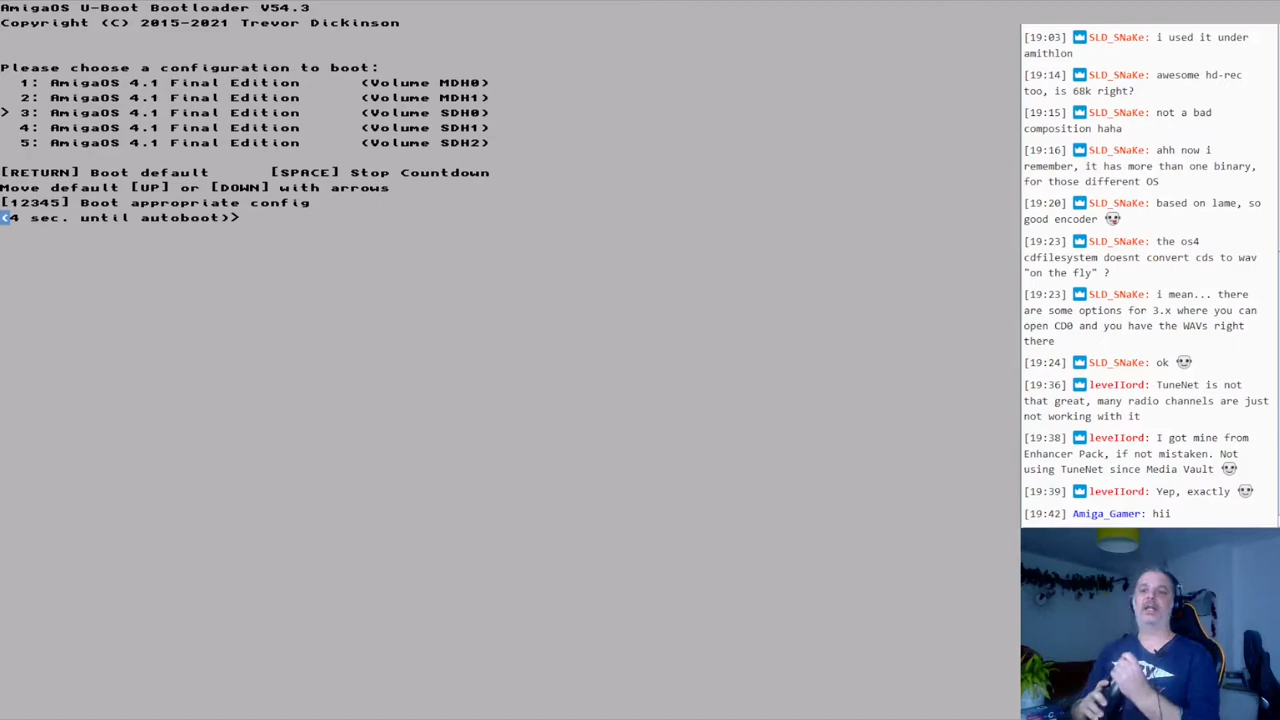 AmigaOS U-Boot Bootloader V54.3
Copyright (C) 2015-2021 Trevor Dickinson
Please choose a configuration to boot:
1: AmigaOS 4.1 Final Edition (Volume MDH0)
2: AmigaOS 4.1 Final Edition (Volume MDH1)
> 3: AmigaOS 4.1 Final Edition (Volume SDH0)
4: AmigaOS 4.1 Final Edition (Volume SDH1)
5: AmigaOS 4.1 Final Edition (Volume SDH2)
[RETURN] Boot default [SPACE] Stop Countdown
Move default [UP] or [DOWN] with arrows
[12345] Boot appropriate config
<4 sec. until autoboot)>
[19:03] SLD_SNaKe: i used it under
amithlon
[19:14] SLD_SNaKe: awesome hd-rec
too, is 68k right?
[19:15] SLD_SNaKe: not a bad
composition haha
[19:16] SLD_SNaKe: ahh now i
remember, it has more than one binary,
for those different OS
[19:20] SLD_SNaKe: based on lame, so
good encoder
[19:23] SLD_SNaKe: the os4
cdfilesystem doesnt convert cds to wav
"on the fly" ?
[19:23] SLD_SNaKe: i mean... there
are some options for 3.x where you can
open CD0 and you have the WAVs right
there
[19:24] SLD_SNaKe: ok
[19:36] leveIIord: TuneNet is not
that great, many radio channels are just
not working with it
[19:38] leveIIord: I got mine from
Enhancer Pack, if not mistaken. Not
using TuneNet since Media Vault
[19:39] leveIIord: Yep, exactly
[19:42] Amiga_Gamer: hii